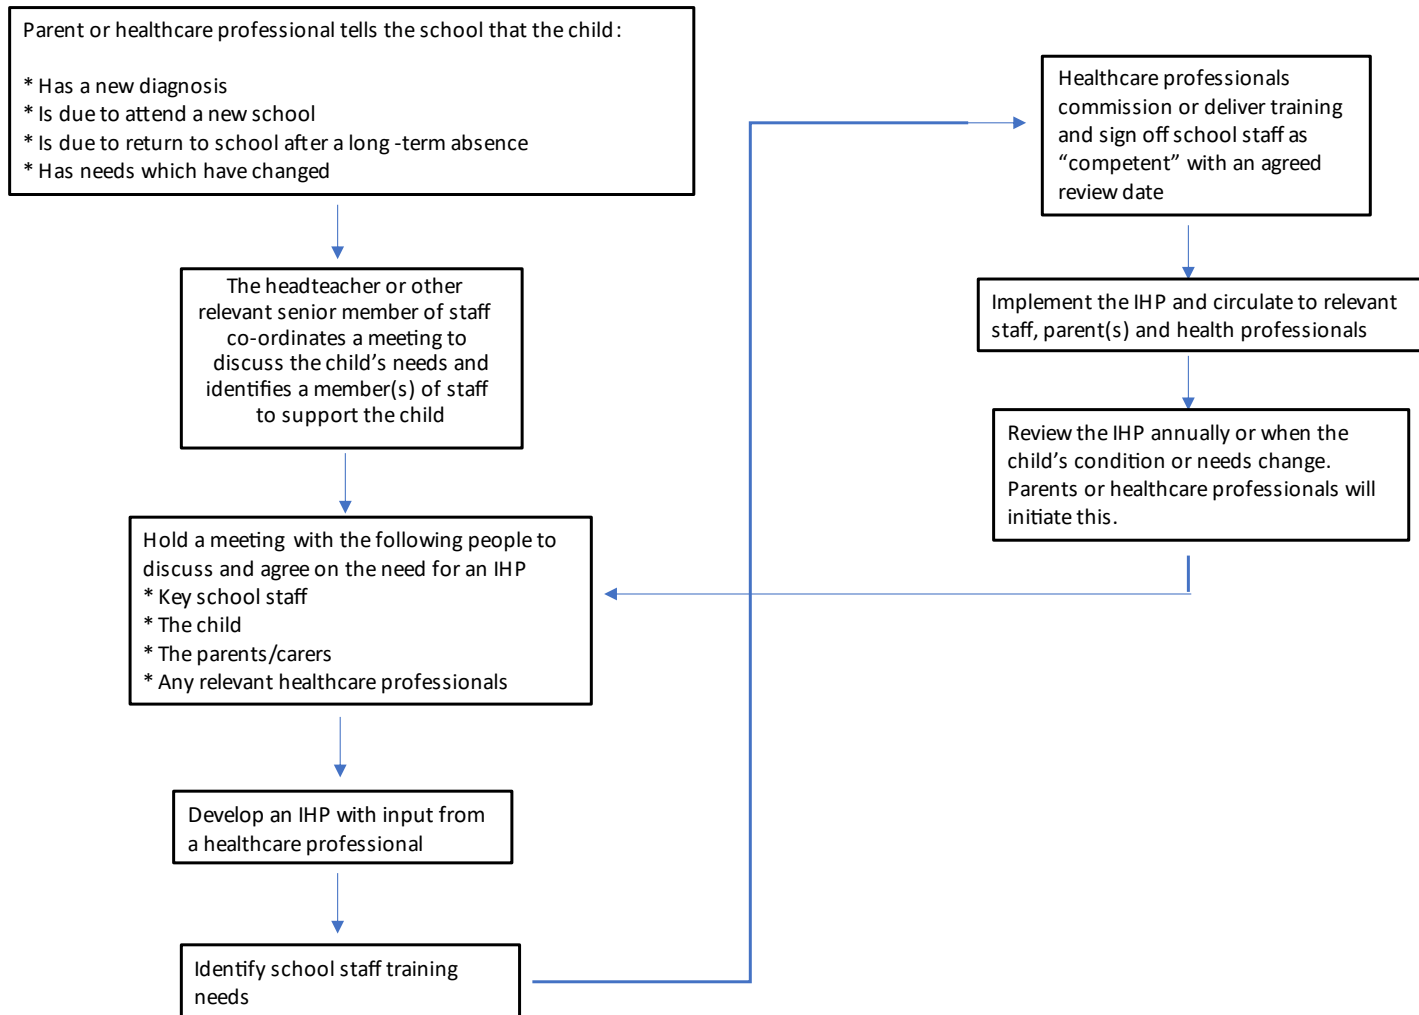 Parent or healthcare professional tells the school that the child:
* Has a new diagnosis
* Is due to attend a new school
* Is due to return to school after a long -term absence
* Has needs which have changed
The headteacher or other
relevant senior member of staff
co-ordinates a meeting to
discuss the child’s needs and
identifies a member(s) of staff
to support the child
Hold a meeting with the following people to
discuss and agree on the need for an IHP
* Key school staff
* The child
* The parents/carers
* Any relevant healthcare professionals
Develop an IHP with input from
a healthcare professional
Identify school staff training
needs
Healthcare professionals
commission or deliver training
and sign off school staff as
“competent” with an agreed
review date
Implement the IHP and circulate to relevant
staff, parent(s) and health professionals
Review the IHP annually or when the
child’s condition or needs change.
Parents or healthcare professionals will
initiate this.